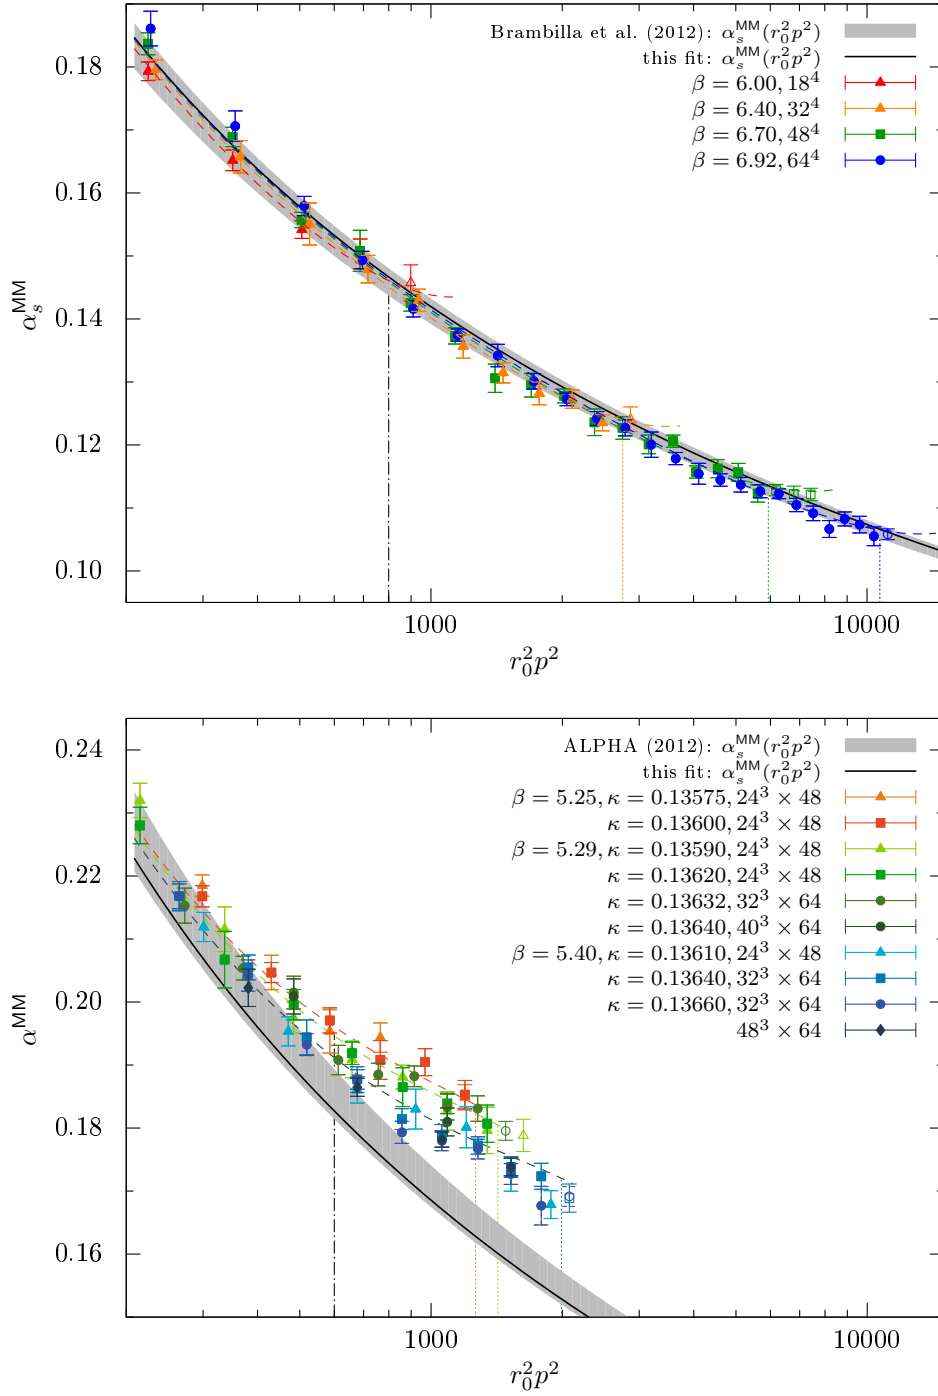 Brambilla et al. (2012): α_s^MM(r_0^2p^2)
this fit: α_s^MM(r_0^2p^2)
β = 6.00, 18^4
β = 6.40, 32^4
β = 6.70, 48^4
β = 6.92, 64^4
0.18
0.16
0.14
0.12
0.10
α_s^MM
1000
10000
r_0^2p^2
ALPHA (2012): α_s^MM(r_0^2p^2)
this fit: α_s^MM(r_0^2p^2)
β = 5.25, κ = 0.13575, 24^3 × 48
κ = 0.13600, 24^3 × 48
β = 5.29, κ = 0.13590, 24^3 × 48
κ = 0.13620, 24^3 × 48
κ = 0.13632, 32^3 × 64
κ = 0.13640, 40^3 × 64
β = 5.40, κ = 0.13610, 24^3 × 48
κ = 0.13640, 32^3 × 64
κ = 0.13660, 32^3 × 64
48^3 × 64
0.24
0.22
0.20
0.18
0.16
α^MM
1000
10000
r_0^2p^2